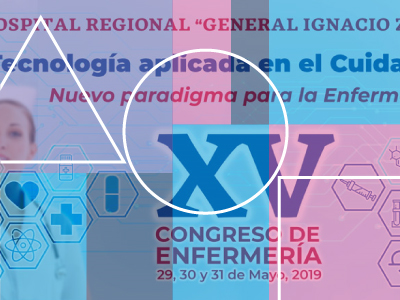 HOSPITAL REGIONAL “GENERAL IGNACIO Z
Tecnología aplicada en el Cuida
Nuevo paradigma para la Enferm
XV
CONGRESO DE
ENFERMERÍA
29, 30 y 31 de Mayo, 2019